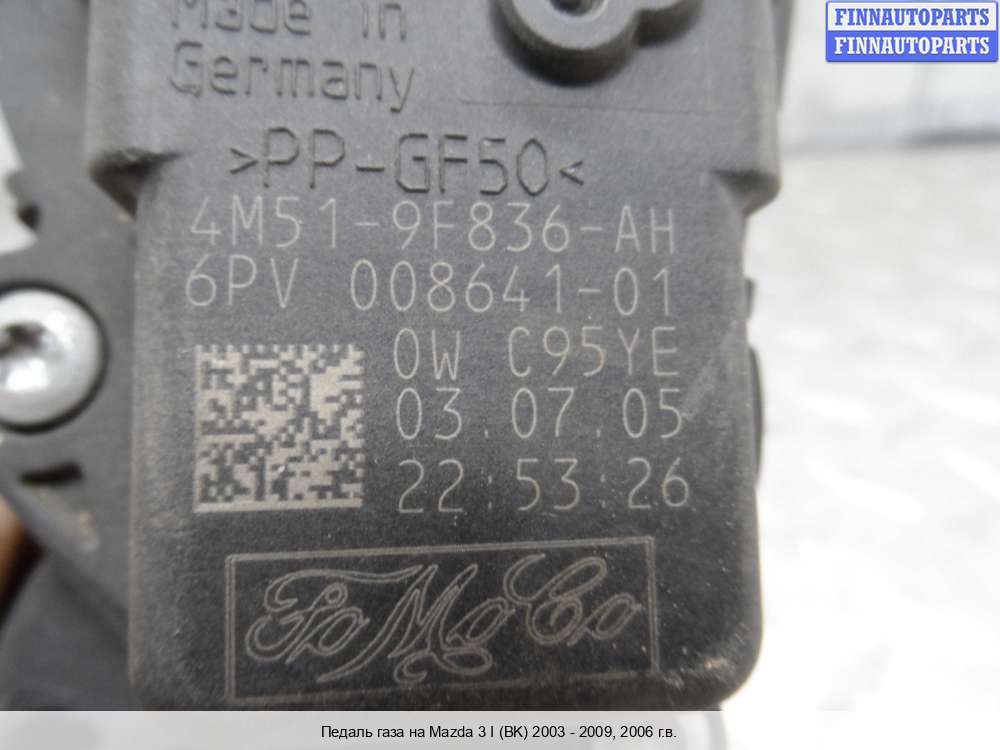 FINNAUTOPARTS
FINNAUTOPARTS
Made in
Germany
>PP-GF50<
4M51-9F836-AH
6PV 008641-01
0W C95YE
03.07.05
22.53.26
FoMoCo
Педаль газа на Mazda 3 I (BK) 2003 - 2009, 2006 г.в.